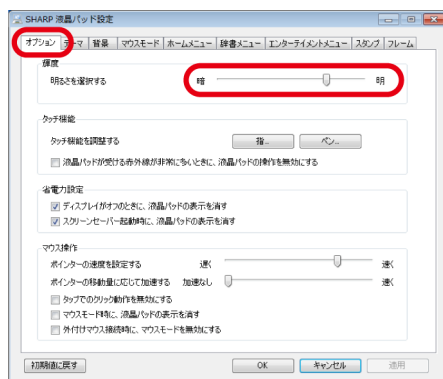 SHARP 液晶パッド設定
オプション テーマ 背景 マウスモード ホームメニュー 辞書メニュー エンターテイメントメニュー スタンプ フレーム
輝度
明るさを選択する 暗 明
タッチ機能
タッチ機能を調整する 指... ペン...
液晶パッドが受ける赤外線が非常に多いときに、液晶パッドの操作を無効にする
省電力設定
ディスプレイがオフのときに、液晶パッドの表示を消す
スクリーンセーバー起動時に、液晶パッドの表示を消す
マウス操作
ポインターの速度を設定する 遅く 速く
ポインターの移動量に応じて加速する 加速なし 速く
タップでのクリック動作を無効にする
マウスモード時に、液晶パッドの表示を消す
外付けマウス接続時に、マウスモードを無効にする
初期値に戻す OK キャンセル 適用